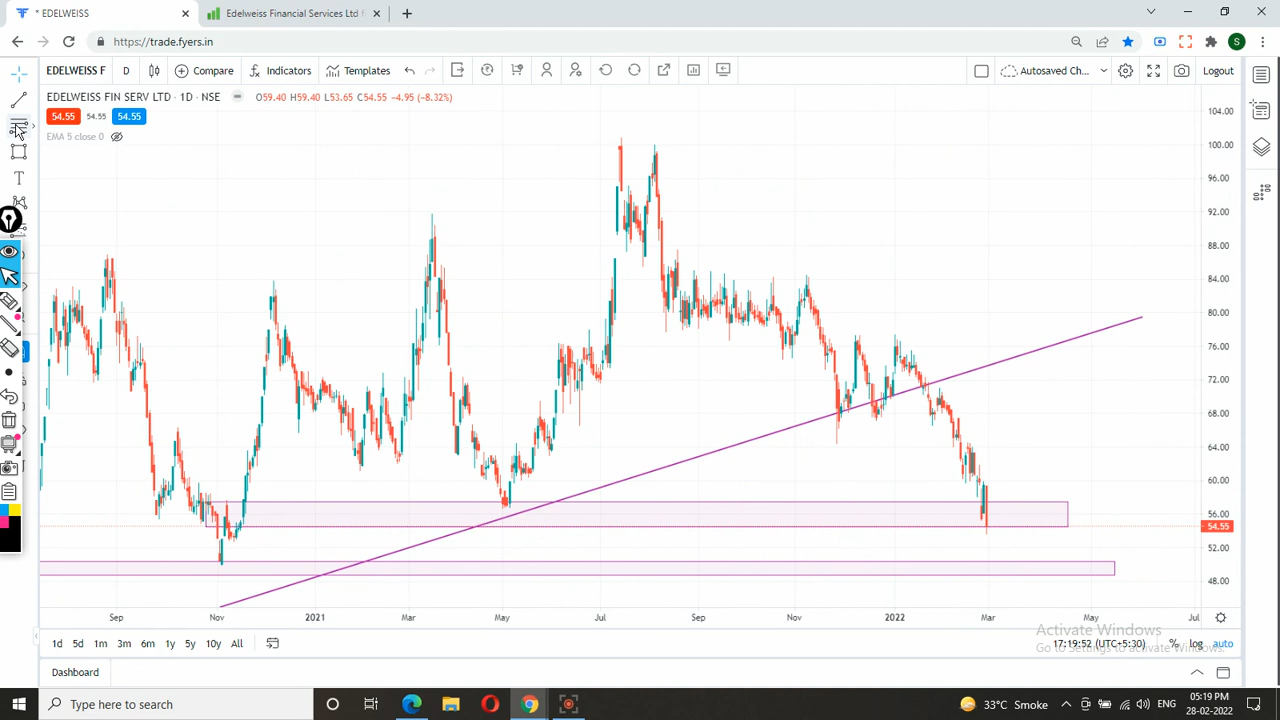 * EDELWEISS
Edelweiss Financial Services Ltd f
https://trade.fyers.in
S
EDELWEISS F
D
Compare
Indicators
Templates
Autosaved Ch...
Logout
EDELWEISS FIN SERV LTD · 1D · NSE
O59.40 H59.40 L53.65 C54.55 −4.95 (−8.32%)
54.55
54.55
54.55
EMA 5 close 0
T
104.00
100.00
96.00
92.00
88.00
84.00
80.00
76.00
72.00
68.00
64.00
60.00
56.00
54.55
52.00
48.00
Sep
Nov
2021
Mar
May
Jul
Sep
Nov
2022
Mar
May
Jul
Activate Windows
Go to Settings to activate Windows.
1d
5d
1m
3m
6m
1y
5y
10y
All
17:19:52 (UTC+5:30)
%
log
auto
Dashboard
Type here to search
33°C Smoke
ENG
05:19 PM
28-02-2022